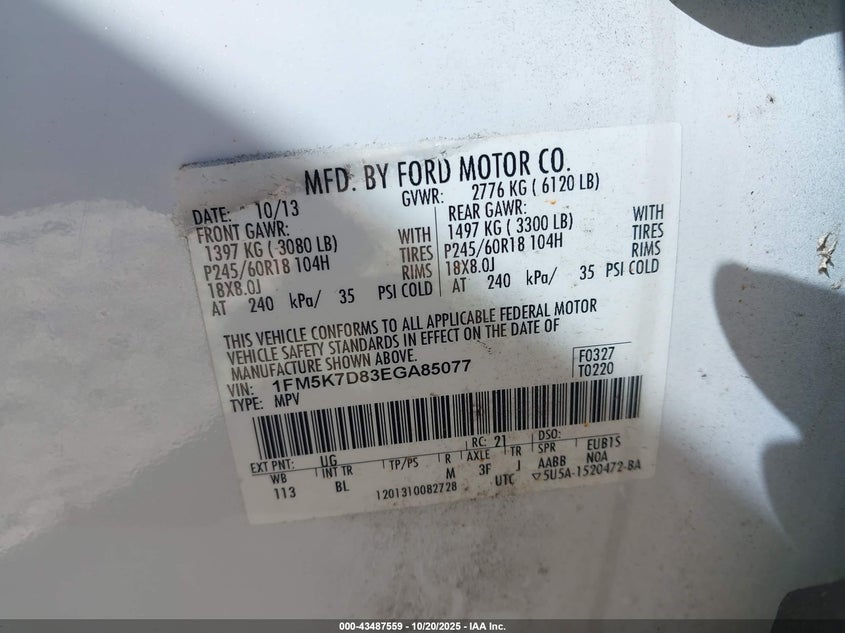 MFD. BY FORD MOTOR CO.
DATE: 10/13 GVWR: 2776 KG ( 6120 LB)
FRONT GAWR: REAR GAWR:
1397 KG ( 3080 LB) WITH 1497 KG ( 3300 LB) WITH
P245/60R18 104H TIRES P245/60R18 104H TIRES
18X8.0J RIMS 18X8.0J RIMS
AT 240 kPa/ 35 PSI COLD AT 240 kPa/ 35 PSI COLD
THIS VEHICLE CONFORMS TO ALL APPLICABLE FEDERAL MOTOR
VEHICLE SAFETY STANDARDS IN EFFECT ON THE DATE OF
MANUFACTURE SHOWN ABOVE.
VIN: 1FM5K7D83EGA85077 F0327
TYPE: MPV T0220
EXT PNT: UG RC: 21 DSO:
WB INT TR TP/PS R AXLE TR SPR EUB1S
113 BL M 3F J AABB N0A
1201310082728 UTC ▽5U5A-1520472-BA
000-43487559 - 10/20/2025 - IAA Inc.